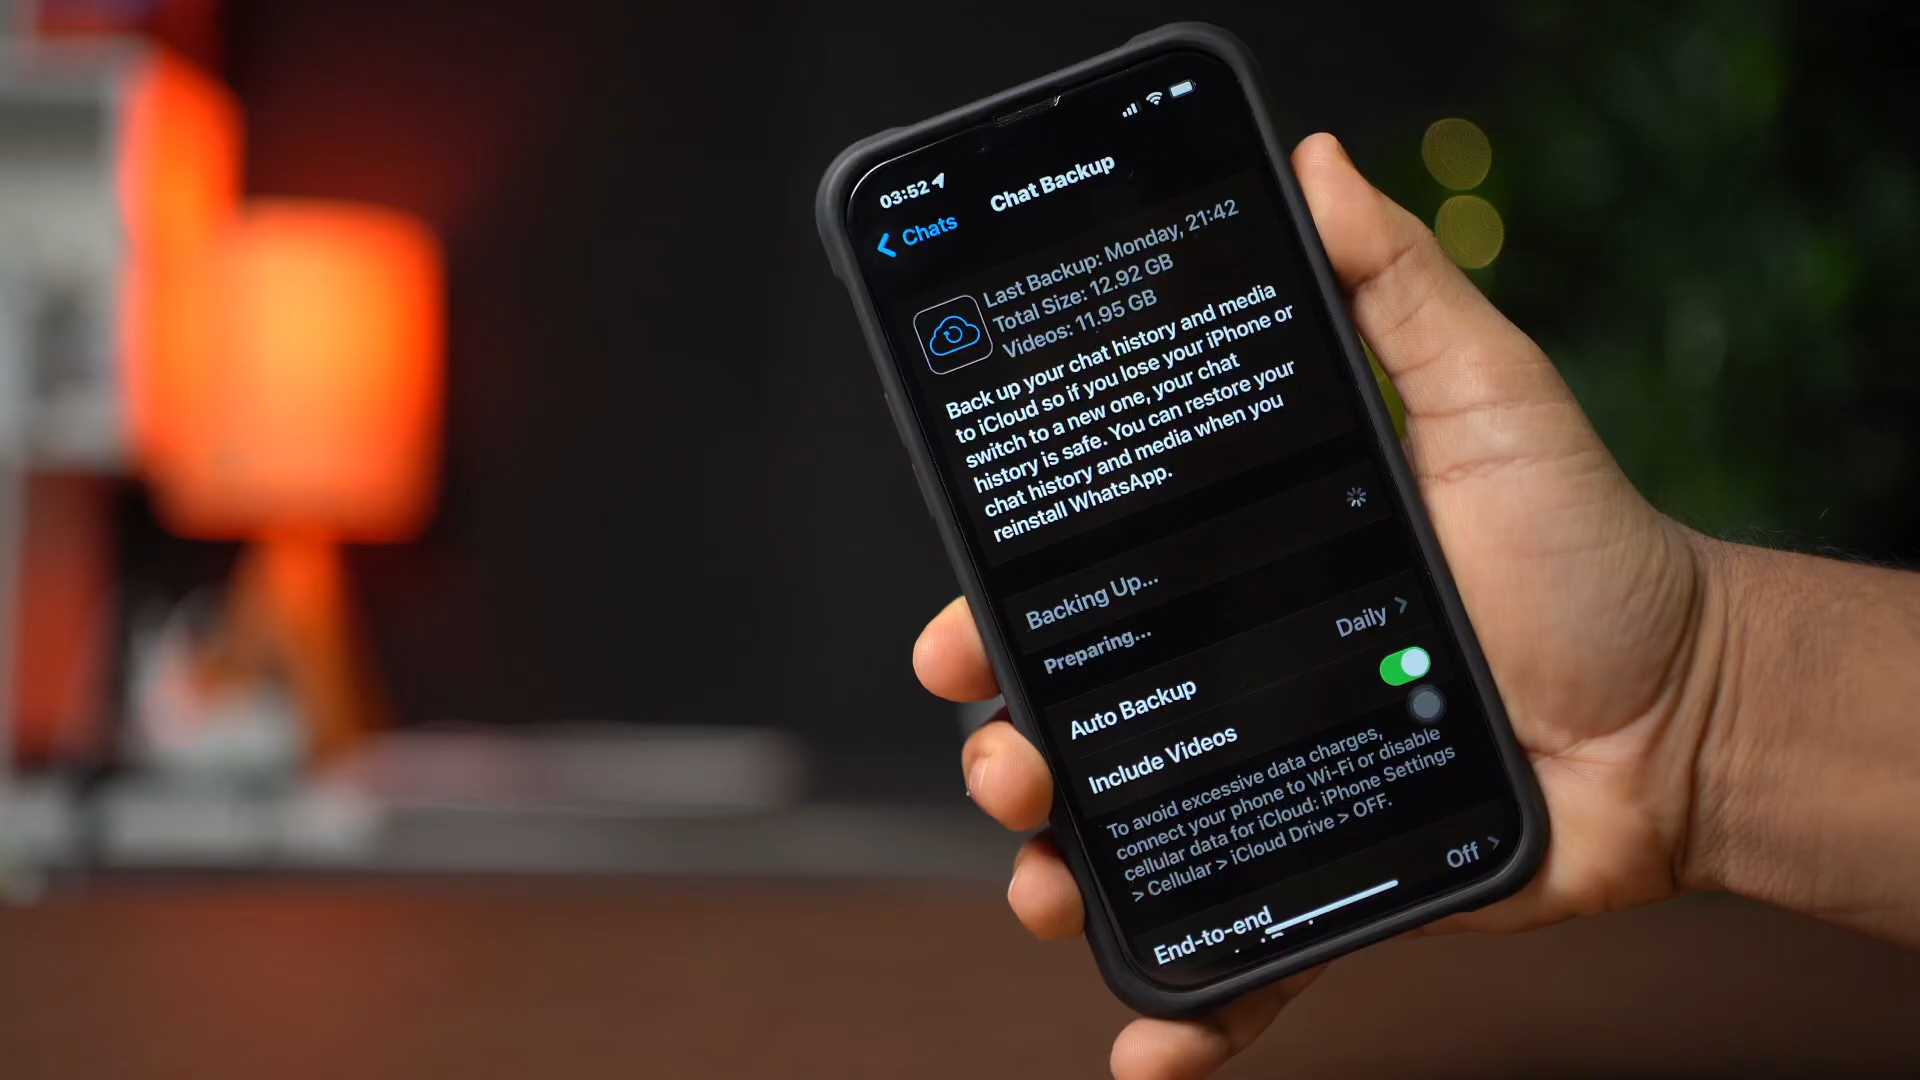 03:52
Chats
Chat Backup
Last Backup: Monday, 21:42
Total Size: 12.92 GB
Videos: 11.95 GB
Back up your chat history and media
to iCloud so if you lose your iPhone or
switch to a new one, your chat
history is safe. You can restore your
chat history and media when you
reinstall WhatsApp.
Backing Up...
Preparing...
Auto Backup Daily
Include Videos
To avoid excessive data charges,
connect your phone to Wi-Fi or disable
cellular data for iCloud: iPhone Settings
> Cellular > iCloud Drive > OFF.
End-to-end Off